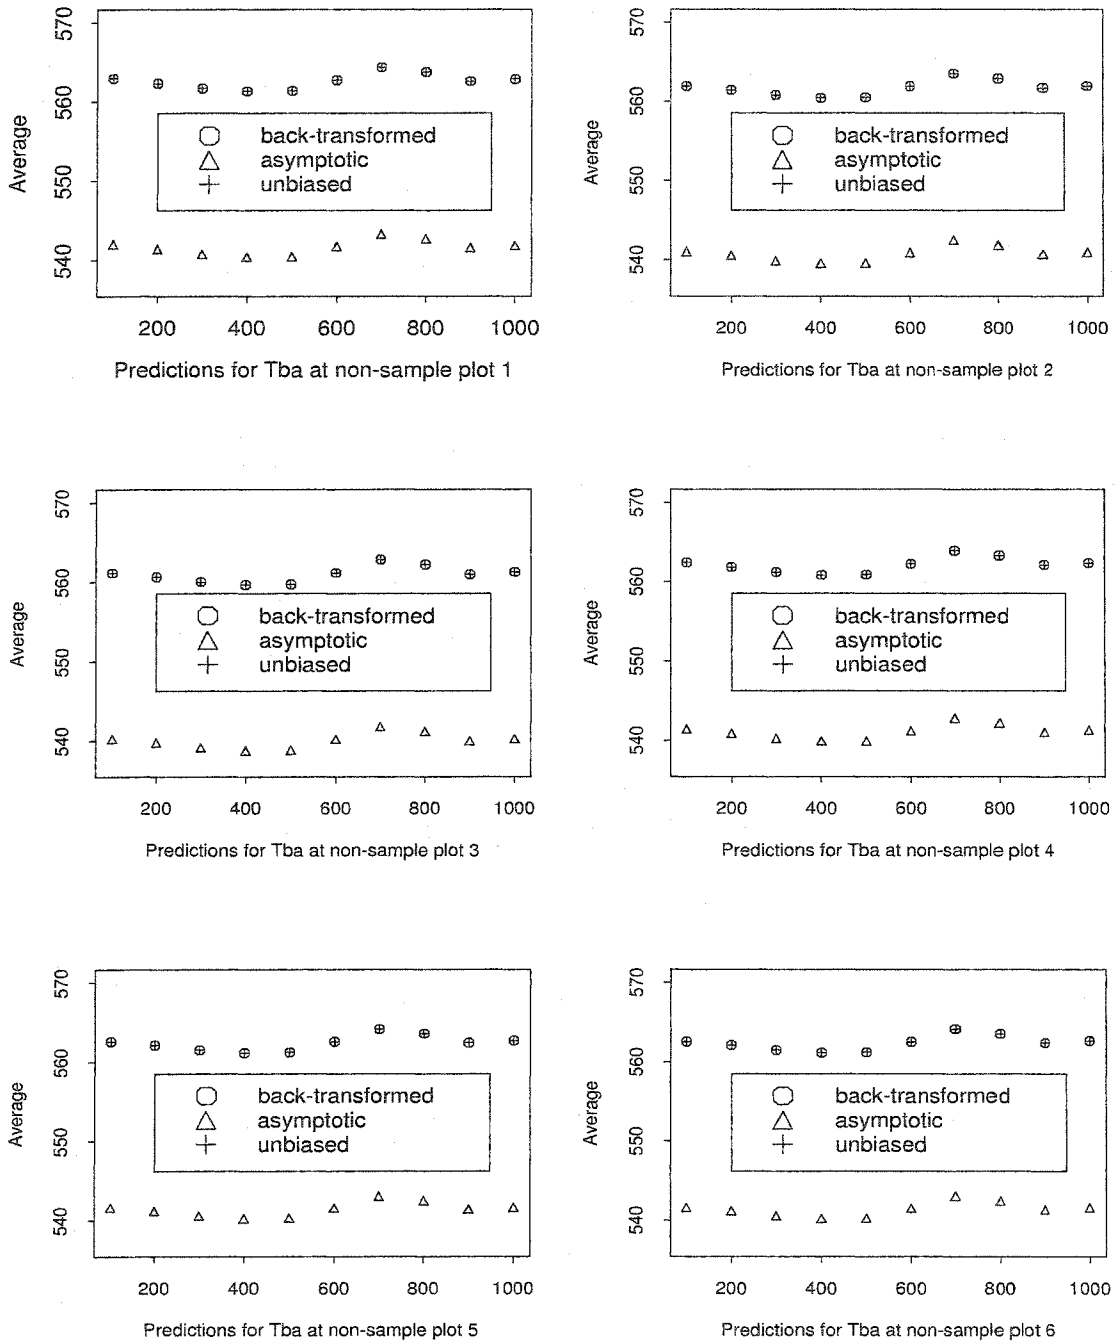 570
560
550
540
Average
back-transformed
asymptotic
unbiased
200 400 600 800 1000
Predictions for Tba at non-sample plot 1
570
560
550
540
Average
back-transformed
asymptotic
unbiased
200 400 600 800 1000
Predictions for Tba at non-sample plot 2
570
560
550
540
Average
back-transformed
asymptotic
unbiased
200 400 600 800 1000
Predictions for Tba at non-sample plot 3
570
560
550
540
Average
back-transformed
asymptotic
unbiased
200 400 600 800 1000
Predictions for Tba at non-sample plot 4
570
560
550
540
Average
back-transformed
asymptotic
unbiased
200 400 600 800 1000
Predictions for Tba at non-sample plot 5
570
560
550
540
Average
back-transformed
asymptotic
unbiased
200 400 600 800 1000
Predictions for Tba at non-sample plot 6